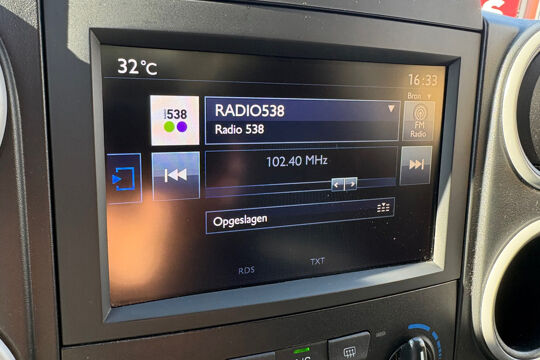 32°C
16:33
Bron
538
RADIO538
Radio 538
FM
Radio
102.40 MHz
Opgeslagen
RDS
TXT